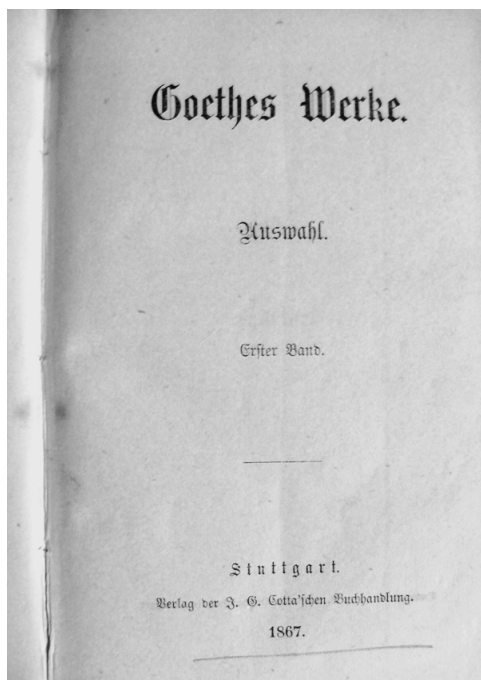 Goethes Werke.
Auswahl.
Erster Band.
Stuttgart.
Verlag der J. G. Cotta'schen Buchhandlung.
1867.